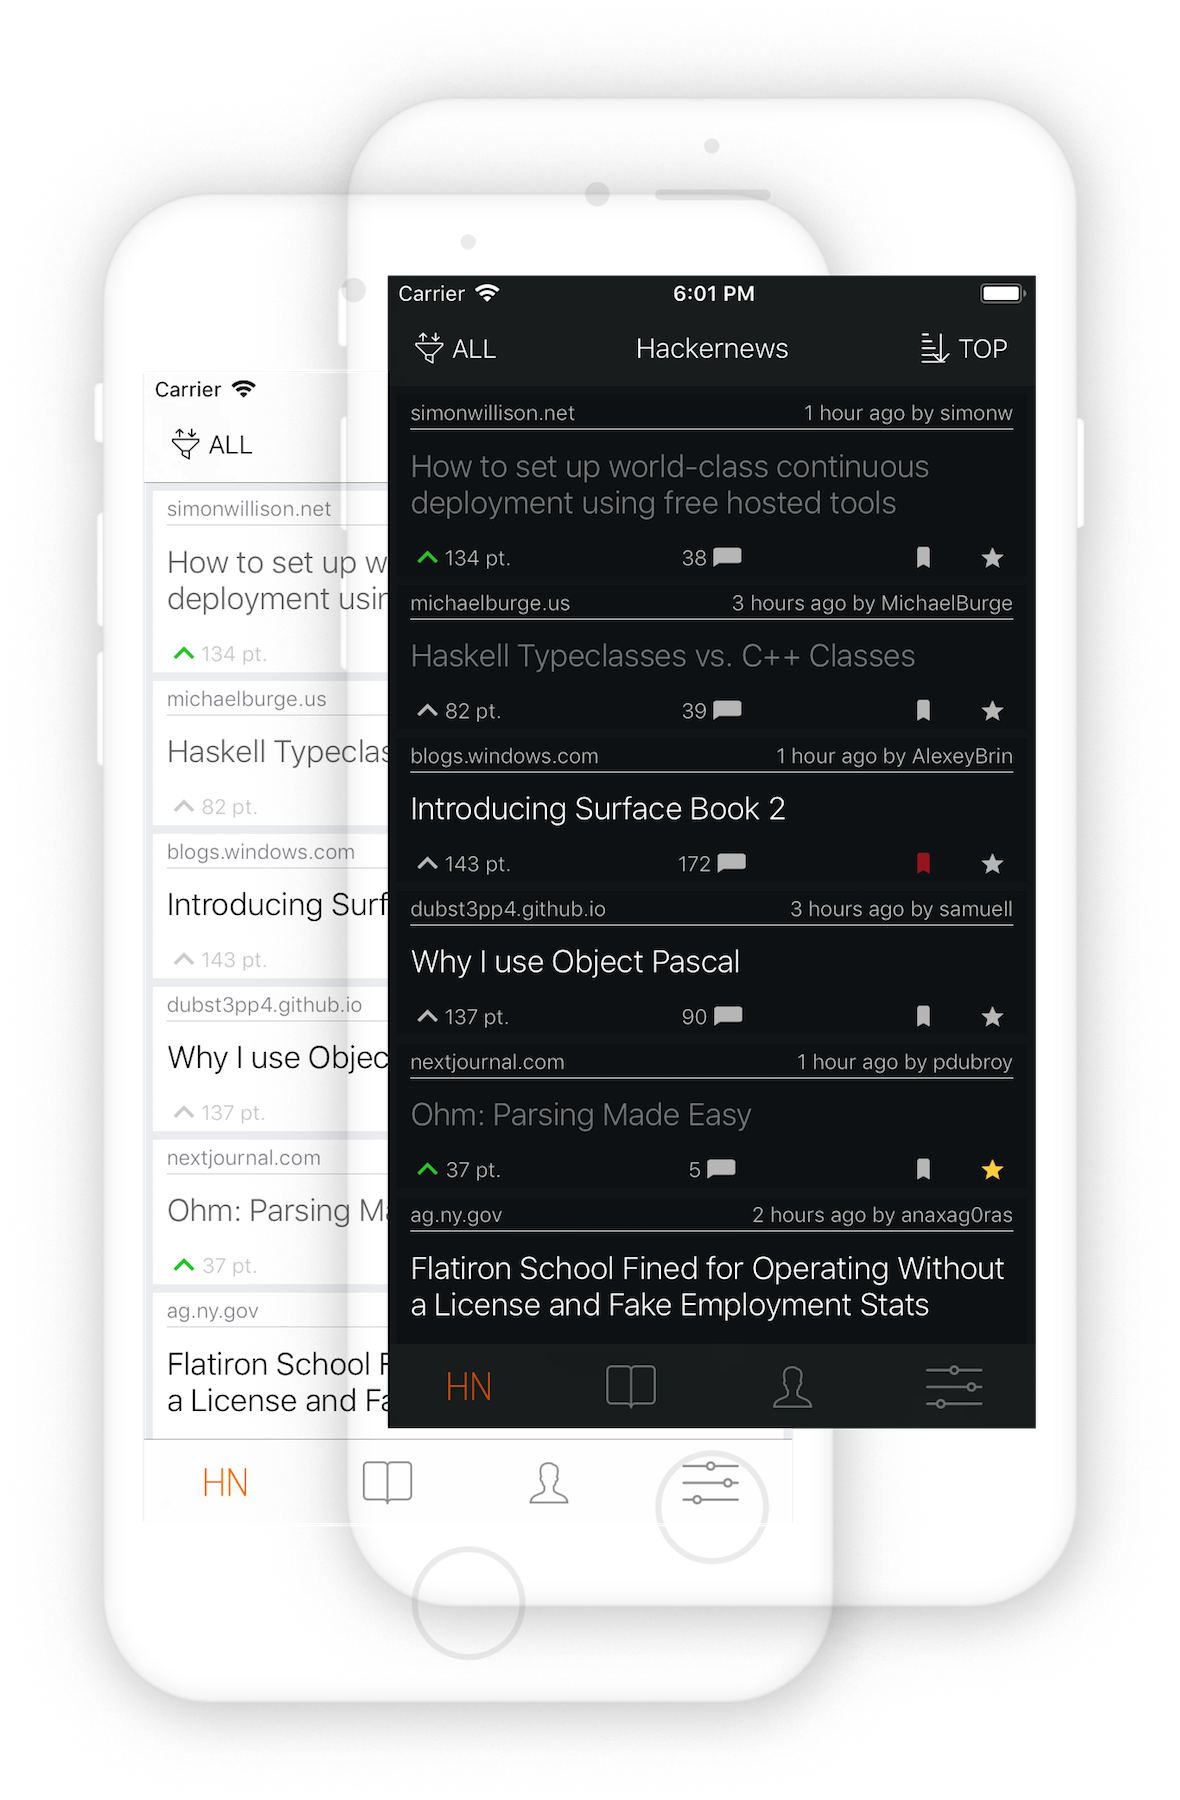 Carrier 6:01 PM
ALL Hackernews TOP
simonwillison.net 1 hour ago by simonw
How to set up world-class continuous
deployment using free hosted tools
134 pt. 38
michaelburge.us 3 hours ago by MichaelBurge
Haskell Typeclasses vs. C++ Classes
82 pt. 39
blogs.windows.com 1 hour ago by AlexeyBrin
Introducing Surface Book 2
143 pt. 172
dubst3pp4.github.io 3 hours ago by samuell
Why I use Object Pascal
137 pt. 90
nextjournal.com 1 hour ago by pdubroy
Ohm: Parsing Made Easy
37 pt. 5
ag.ny.gov 2 hours ago by anaxag0ras
Flatiron School Fined for Operating Without
a License and Fake Employment Stats
HN
Carrier
ALL
simonwillison.net
How to set up w
deployment usin
134 pt.
michaelburge.us
Haskell Typeclas
82 pt.
blogs.windows.com
Introducing Surf
143 pt.
dubst3pp4.github.io
Why I use Objec
137 pt.
nextjournal.com
Ohm: Parsing Ma
37 pt.
ag.ny.gov
Flatiron School F
a License and Fa
HN